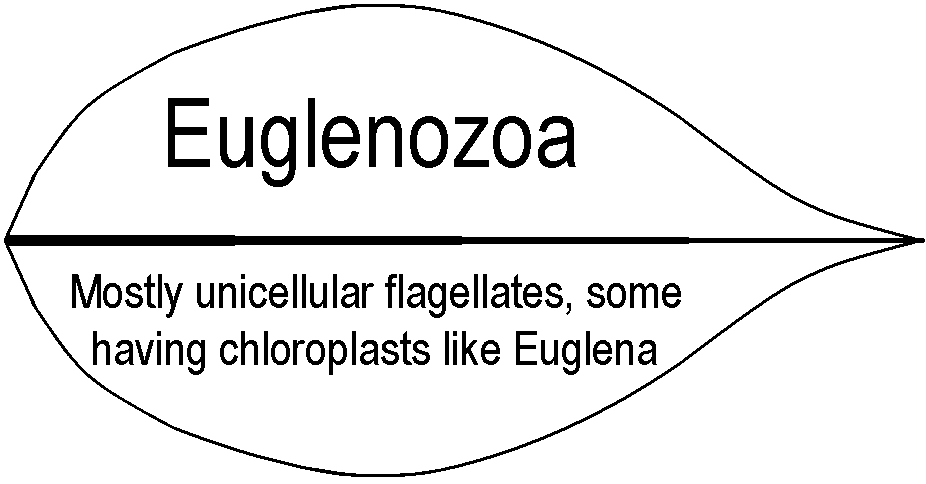 Euglenozoa
Mostly unicellular flagellates, some
having chloroplasts like Euglena